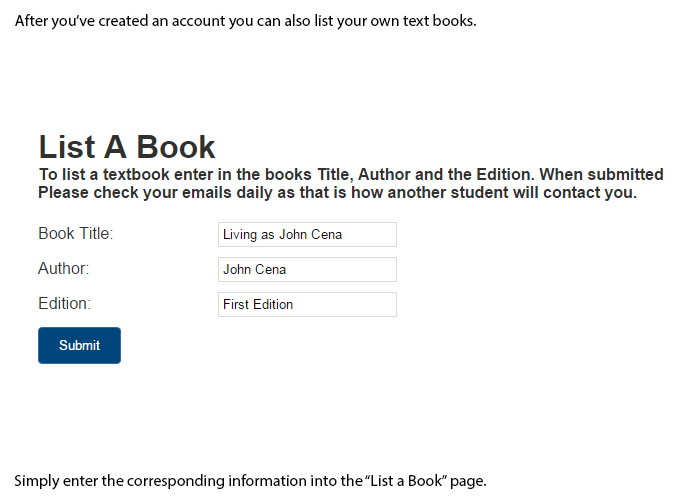 After you’ve created an account you can also list your own text books.
List A Book
To list a textbook enter in the books Title, Author and the Edition. When submitted
Please check your emails daily as that is how another student will contact you.
Book Title: Living as John Cena
Author: John Cena
Edition: First Edition
Submit
Simply enter the corresponding information into the “List a Book” page.